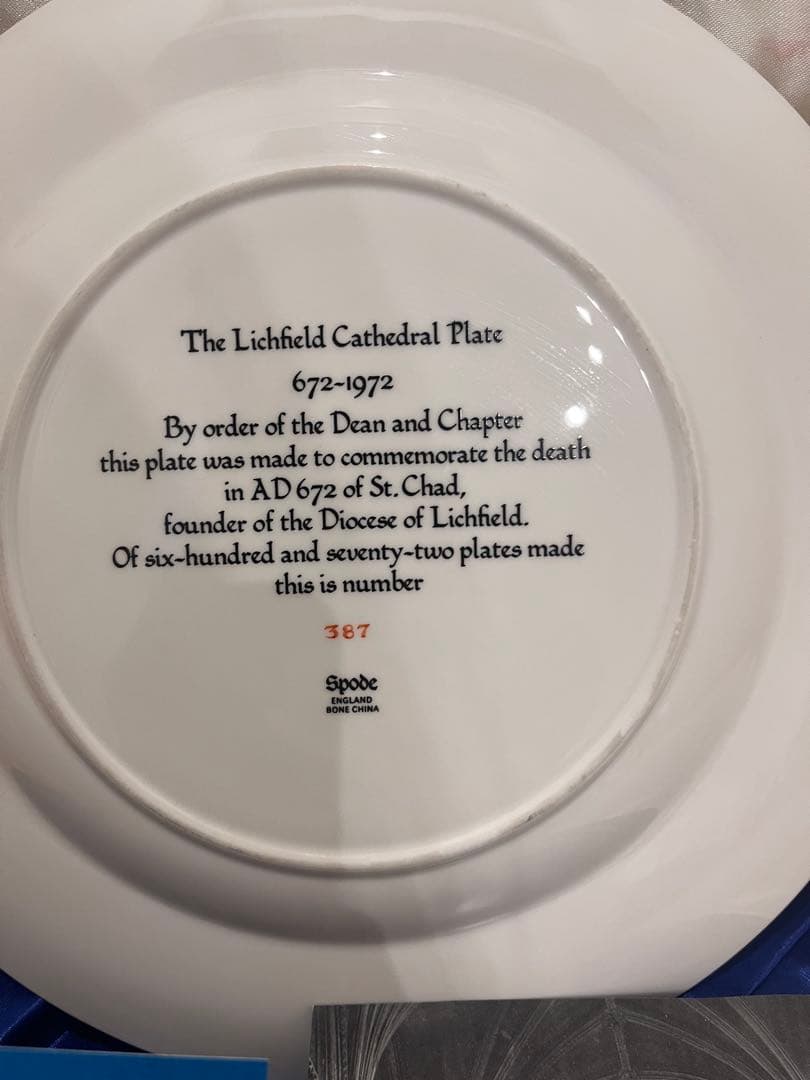 The Lichfield Cathedral Plate
672-1972
By order of the Dean and Chapter
this plate was made to commemorate the death
in AD 672 of St. Chad,
founder of the Diocese of Lichfield.
Of six-hundred and seventy-two plates made
this is number
387
Spode
ENGLAND
BONE CHINA